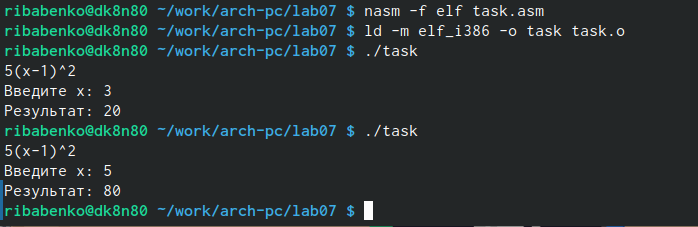 ribabenko@dk8n80 ~/work/arch-pc/lab07 $ nasm -f elf task.asm
ribabenko@dk8n80 ~/work/arch-pc/lab07 $ ld -m elf_i386 -o task task.o
ribabenko@dk8n80 ~/work/arch-pc/lab07 $ ./task
5(x-1)^2
Введите x: 3
Результат: 20
ribabenko@dk8n80 ~/work/arch-pc/lab07 $ ./task
5(x-1)^2
Введите x: 5
Результат: 80
ribabenko@dk8n80 ~/work/arch-pc/lab07 $